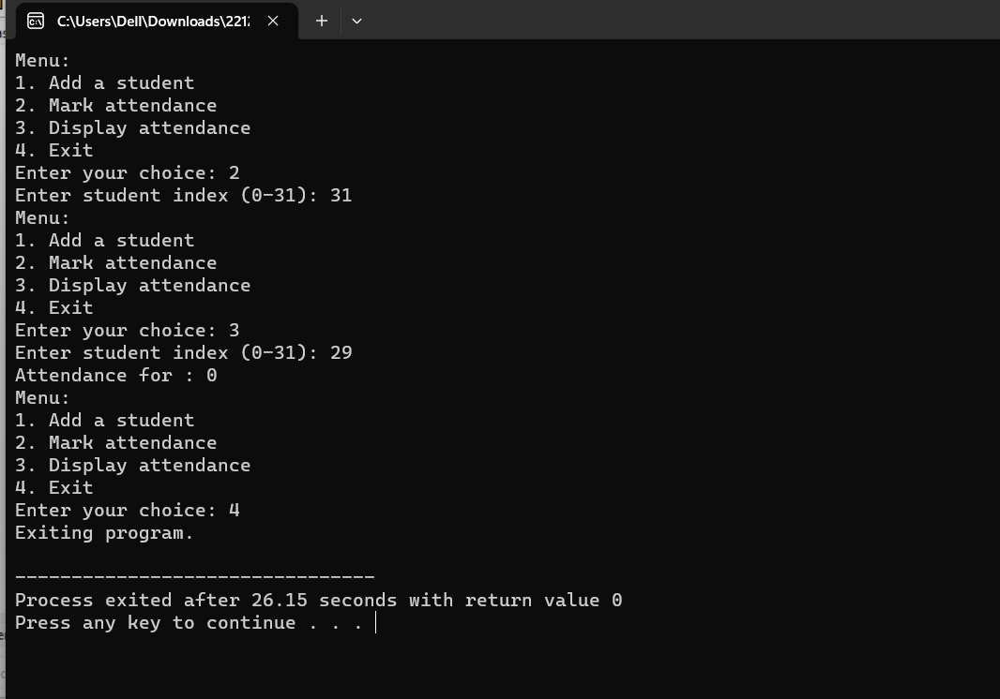 C:\Users\Dell\Downloads\221
Menu:
1. Add a student
2. Mark attendance
3. Display attendance
4. Exit
Enter your choice: 2
Enter student index (0-31): 31
Menu:
1. Add a student
2. Mark attendance
3. Display attendance
4. Exit
Enter your choice: 3
Enter student index (0-31): 29
Attendance for : 0
Menu:
1. Add a student
2. Mark attendance
3. Display attendance
4. Exit
Enter your choice: 4
Exiting program.
--------------------------------
Process exited after 26.15 seconds with return value 0
Press any key to continue . . .